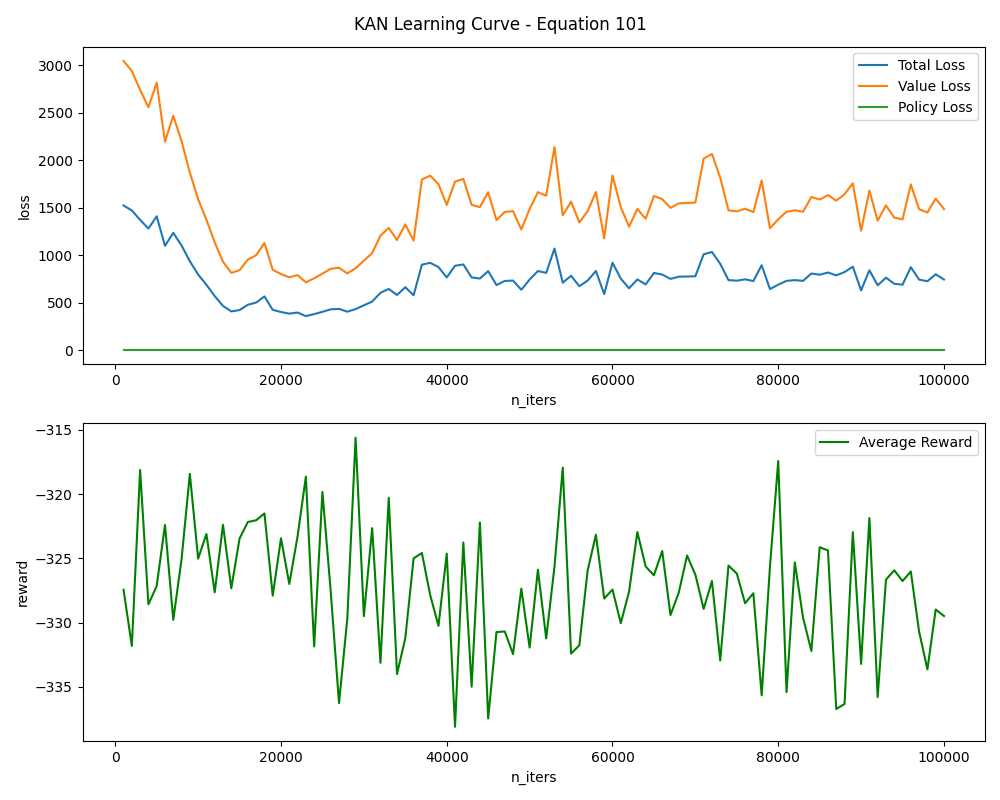 KAN Learning Curve - Equation 101
3000
2500
2000
1500
1000
500
0
loss
Total Loss
Value Loss
Policy Loss
0 20000 40000 60000 80000 100000
n_iters
−315
−320
−325
−330
−335
reward
Average Reward
0 20000 40000 60000 80000 100000
n_iters